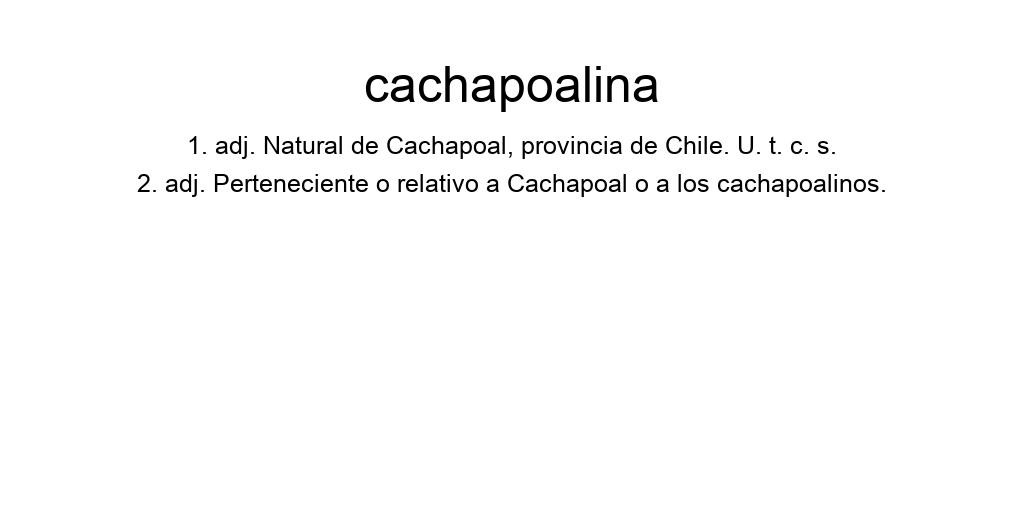 cachapoalina
1. adj. Natural de Cachapoal, provincia de Chile. U. t. c. s.
2. adj. Perteneciente o relativo a Cachapoal o a los cachapoalinos.